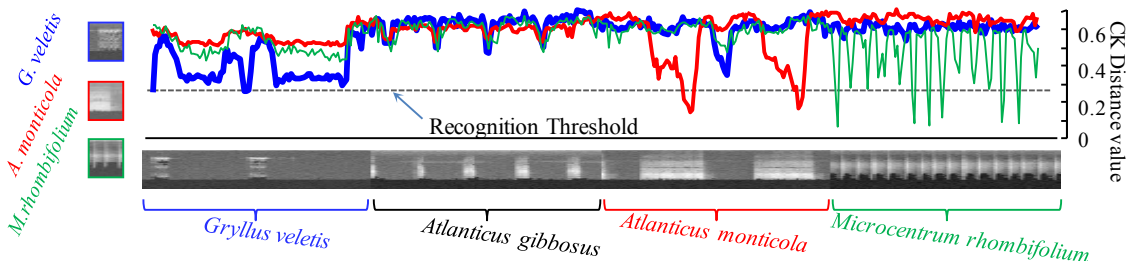 G. veletis
A. monticola
M.rhombifolium
Recognition Threshold
0.6
0.4
0.2
0
CK Distance value
Gryllus veletis
Atlanticus gibbosus
Atlanticus monticola
Microcentrum rhombifolium